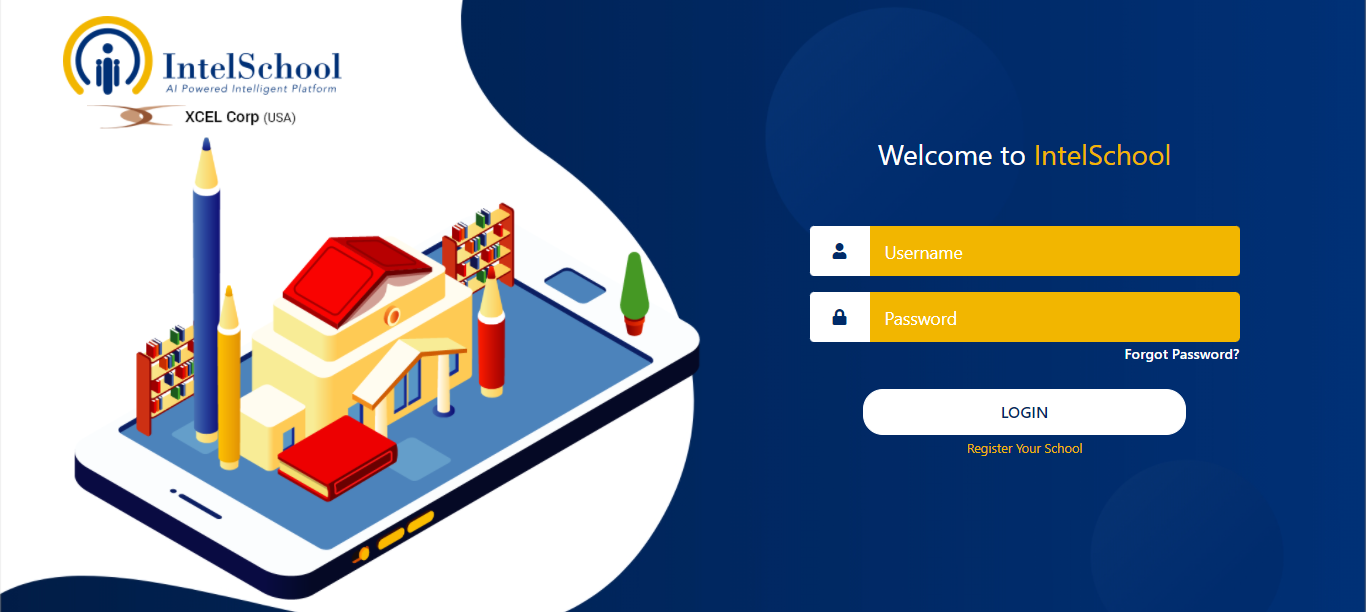 IntelSchool
AI Powered Intelligent Platform
XCEL Corp (USA)
Welcome to IntelSchool
Username
Password
Forgot Password?
LOGIN
Register Your School